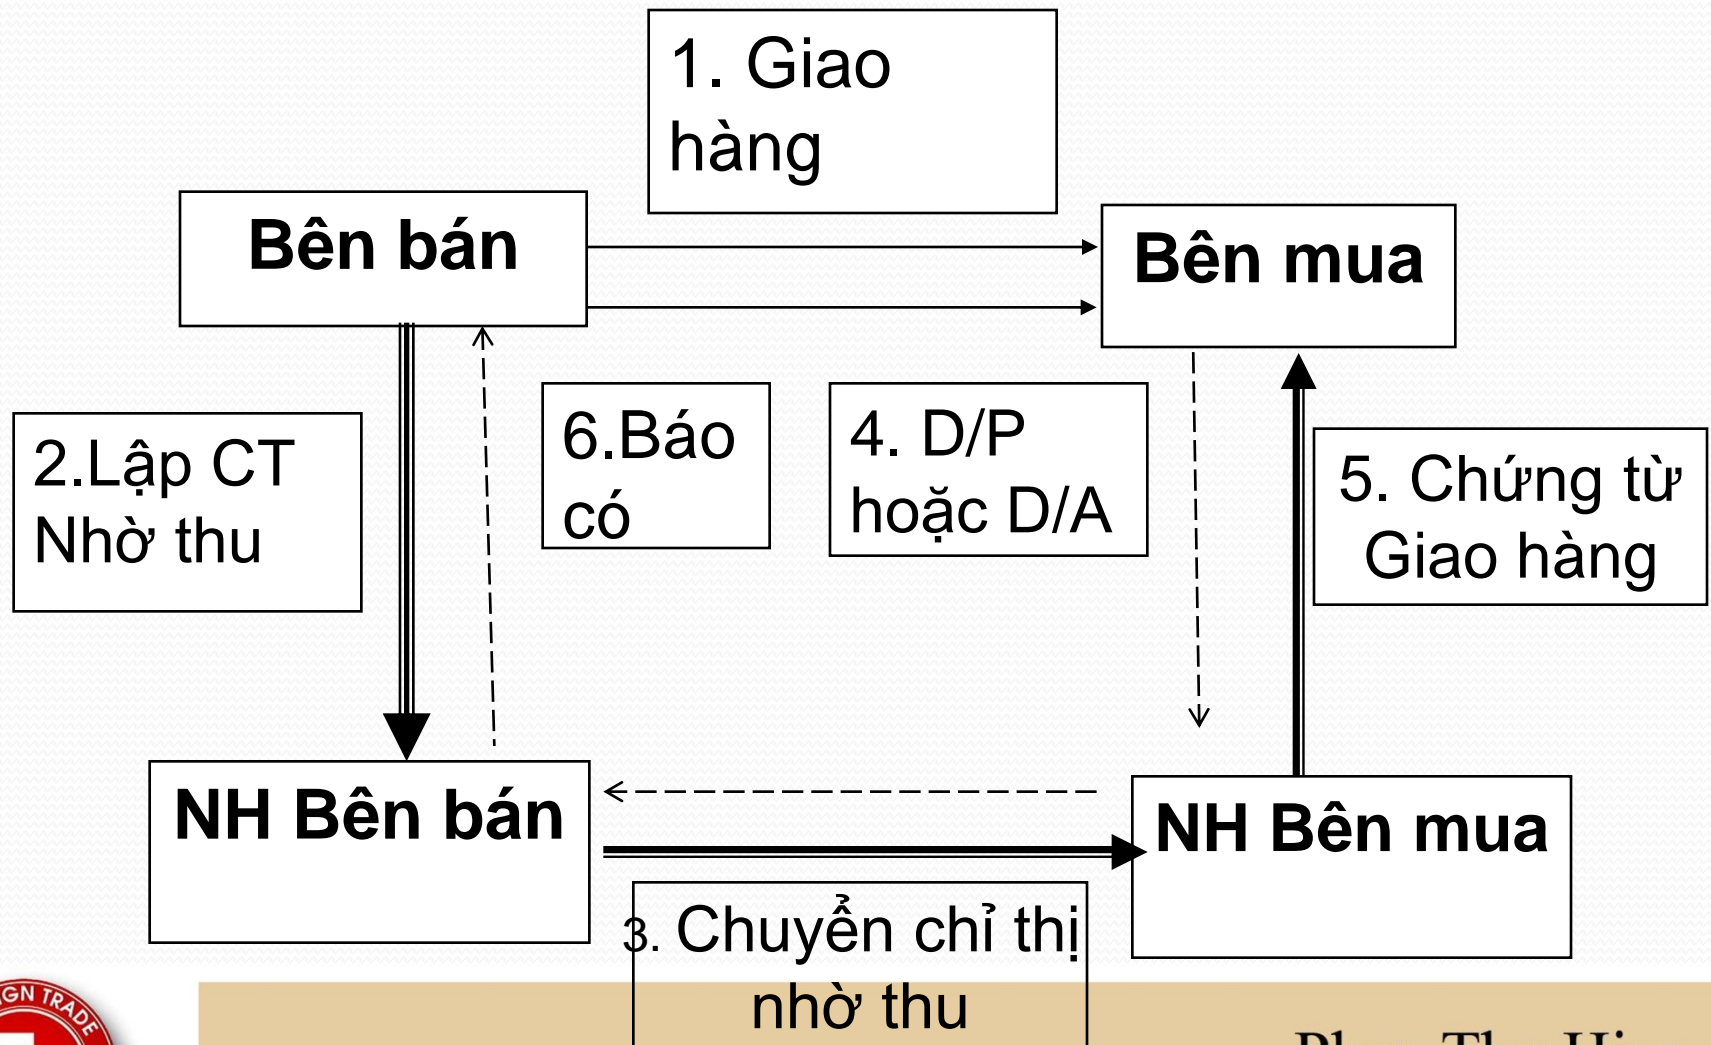 1. Giao
hàng
Bên bán
Bên mua
2.Lập CT
Nhờ thu
6.Báo
có
4. D/P
hoặc D/A
5. Chứng từ
Giao hàng
NH Bên bán
NH Bên mua
3. Chuyển chỉ thị
nhờ thu
TRADE